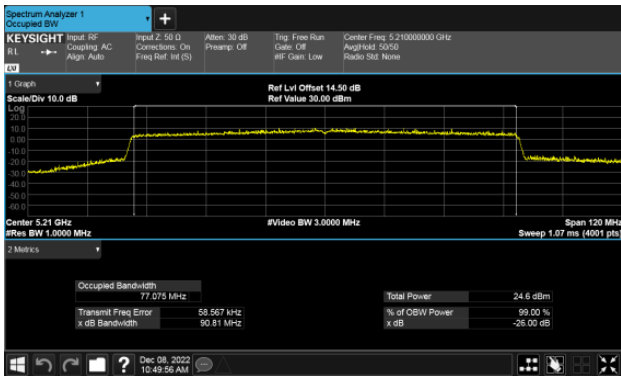 Spectrum Analyzer 1
Occupied BW
KEYSIGHT
RL
LXI
Input: RF
Coupling: AC
Align: Auto
Input Z: 50 Ω
Corrections: On
Freq Ref: Int (S)
Atten: 30 dB
Preamp: Off
Trig: Free Run
Gate: Off
#IF Gain: Low
Center Freq: 5.210000000 GHz
Avg|Hold: 50/50
Radio Std: None
1 Graph
Scale/Div 10.0 dB
Ref Lvl Offset 14.50 dB
Ref Value 30.00 dBm
Log
20.0
10.0
0.00
-10.0
-20.0
-30.0
-40.0
-50.0
-60.0
Center 5.21 GHz
#Res BW 1.0000 MHz
#Video BW 3.0000 MHz
Span 120 MHz
Sweep 1.07 ms (4001 pts)
2 Metrics
Occupied Bandwidth
77.075 MHz
Total Power 24.6 dBm
Transmit Freq Error 58.567 kHz
x dB Bandwidth 90.81 MHz
% of OBW Power 99.00 %
x dB -26.00 dB
?
Dec 08, 2022
10:49:56 AM